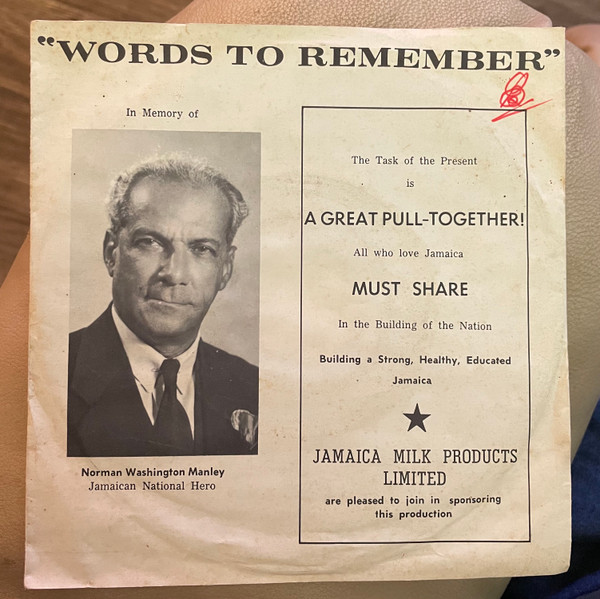 "WORDS TO REMEMBER"
In Memory of
Norman Washington Manley
Jamaican National Hero
The Task of the Present
is
A GREAT PULL-TOGETHER!
All who love Jamaica
MUST SHARE
In the Building of the Nation
Building a Strong, Healthy, Educated
Jamaica
JAMAICA MILK PRODUCTS
LIMITED
are pleased to join in sponsoring
this production